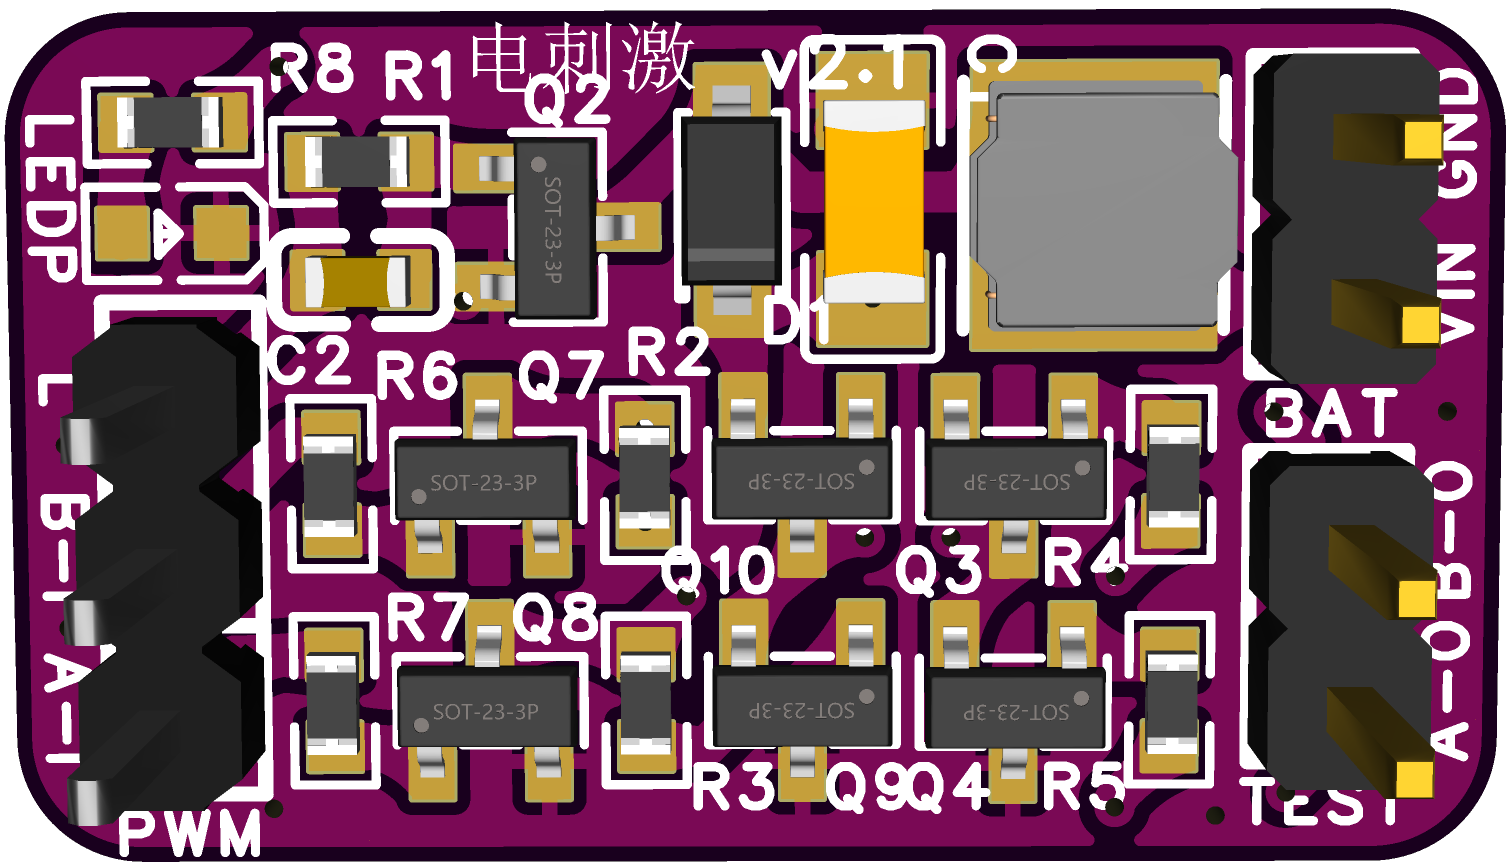 电刺激
v2.1
R8
R1
Q2
LEDP
GND
VIN
D1
C2
R6
Q7
R2
SOT-23-3P
BAT
L
B-I
A-I
SOT-23-3P
SOT-23-3P
SOT-23-3P
Q10
Q3
R4
B-O
A-O
R7
Q8
SOT-23-3P
SOT-23-3P
SOT-23-3P
R3
Q9
Q4
R5
PWM
TEST